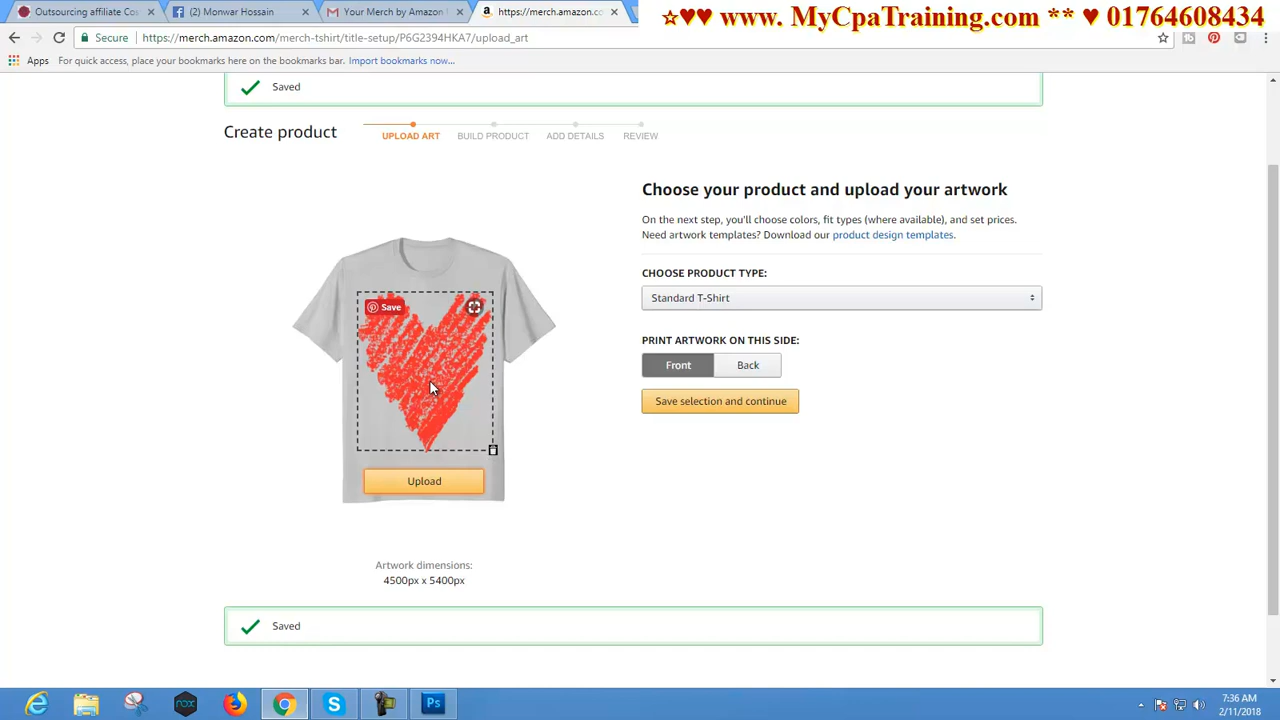 Outsourcing affiliate Cos
(2) Monwar Hossain
Your Merch by Amazon
https://merch.amazon.co
☆♥♥ www. MyCpaTraining.com ** ♥ 01764608434
Secure
https://merch.amazon.com/merch-tshirt/title-setup/P6G2394HKA7/upload_art
Apps
For quick access, place your bookmarks here on the bookmarks bar. Import bookmarks now...
Saved
Create product
UPLOAD ART
BUILD PRODUCT
ADD DETAILS
REVIEW
Choose your product and upload your artwork
On the next step, you'll choose colors, fit types (where available), and set prices.
Need artwork templates? Download our product design templates.
CHOOSE PRODUCT TYPE:
Standard T-Shirt
PRINT ARTWORK ON THIS SIDE:
Front
Back
Save selection and continue
Save
Upload
Artwork dimensions:
4500px x 5400px
Saved
nox
S
Ps
7:36 AM
2/11/2018